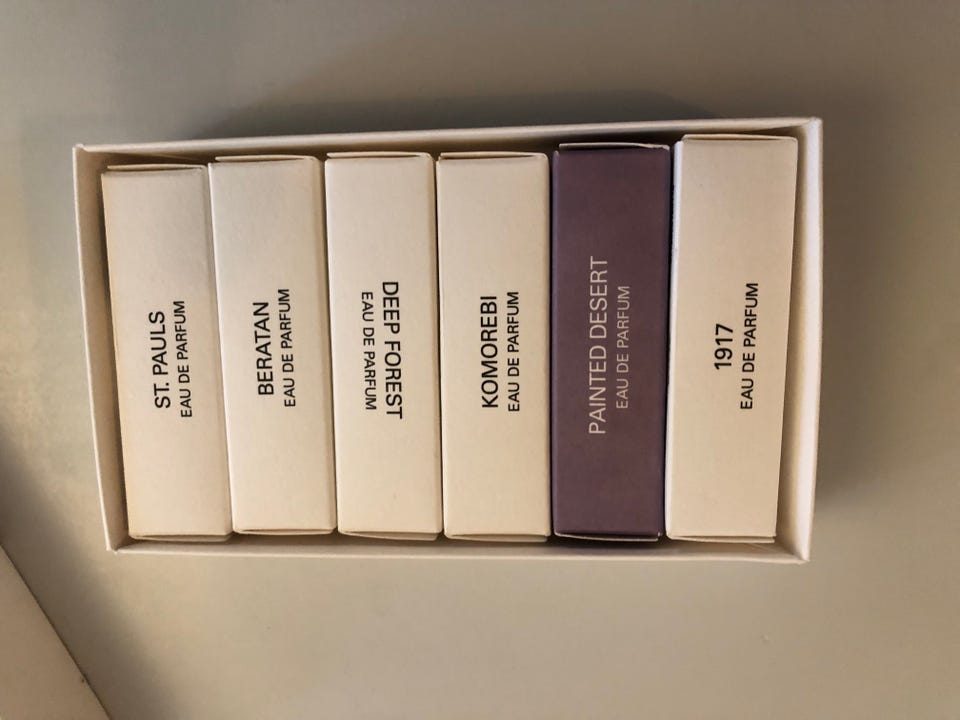 ST. PAULS
EAU DE PARFUM
BERATAN
EAU DE PARFUM
DEEP FOREST
EAU DE PARFUM
KOMOREBI
EAU DE PARFUM
PAINTED DESERT
EAU DE PARFUM
1917
EAU DE PARFUM